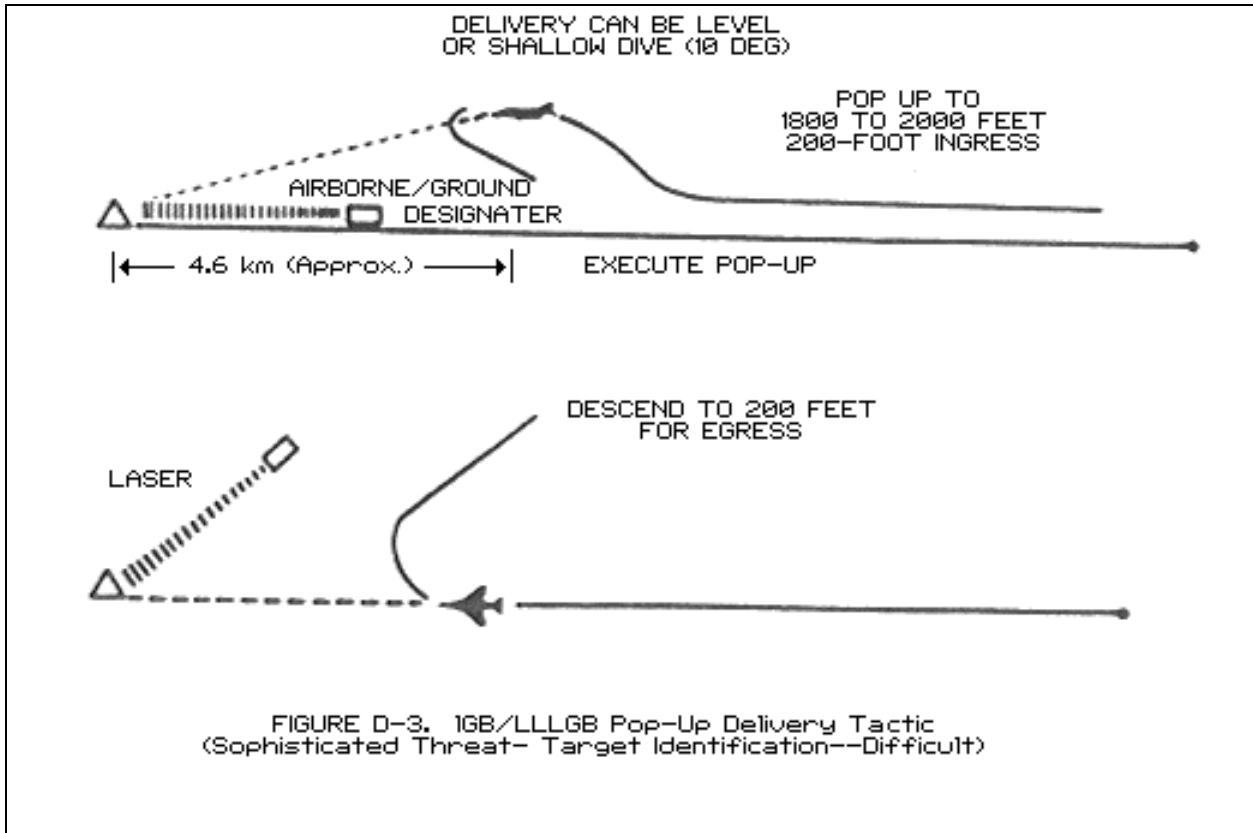 DELIVERY CAN BE LEVEL
OR SHALLOW DIVE (10 DEG)
POP UP TO
1800 TO 2000 FEET
200-FOOT INGRESS
AIRBORNE/GROUND
DESIGNATER
4.6 km (Approx.)
EXECUTE POP-UP
DESCEND TO 200 FEET
FOR EGRESS
LASER
FIGURE D-3. lGB/LLLGB Pop-Up Delivery Tactic
(Sophisticated Threat- Target Identification--Difficult)